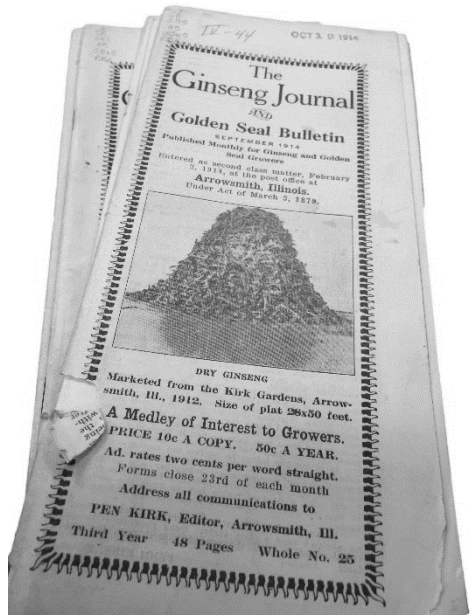 IV-44
OCT 1914
The
Ginseng Journal
AND
Golden Seal Bulletin
SEPTEMBER 1914
Published Monthly for Ginseng and Golden
Seal Growers
Entered as second class matter, February
3, 1914, at the post office at
Arrowsmith, Illinois.
Under Act of March 3, 1879.
DRY GINSENG
Marketed from the Kirk Gardens, Arrow-
smith, Ill., 1912. Size of plat 28x50 feet.
A Medley of Interest to Growers.
PRICE 10c A COPY. 50c A YEAR.
Ad. rates two cents per word straight.
Forms close 23rd of each month
Address all communications to
PEN KIRK, Editor, Arrowsmith, Ill.
Third Year 48 Pages Whole No. 25